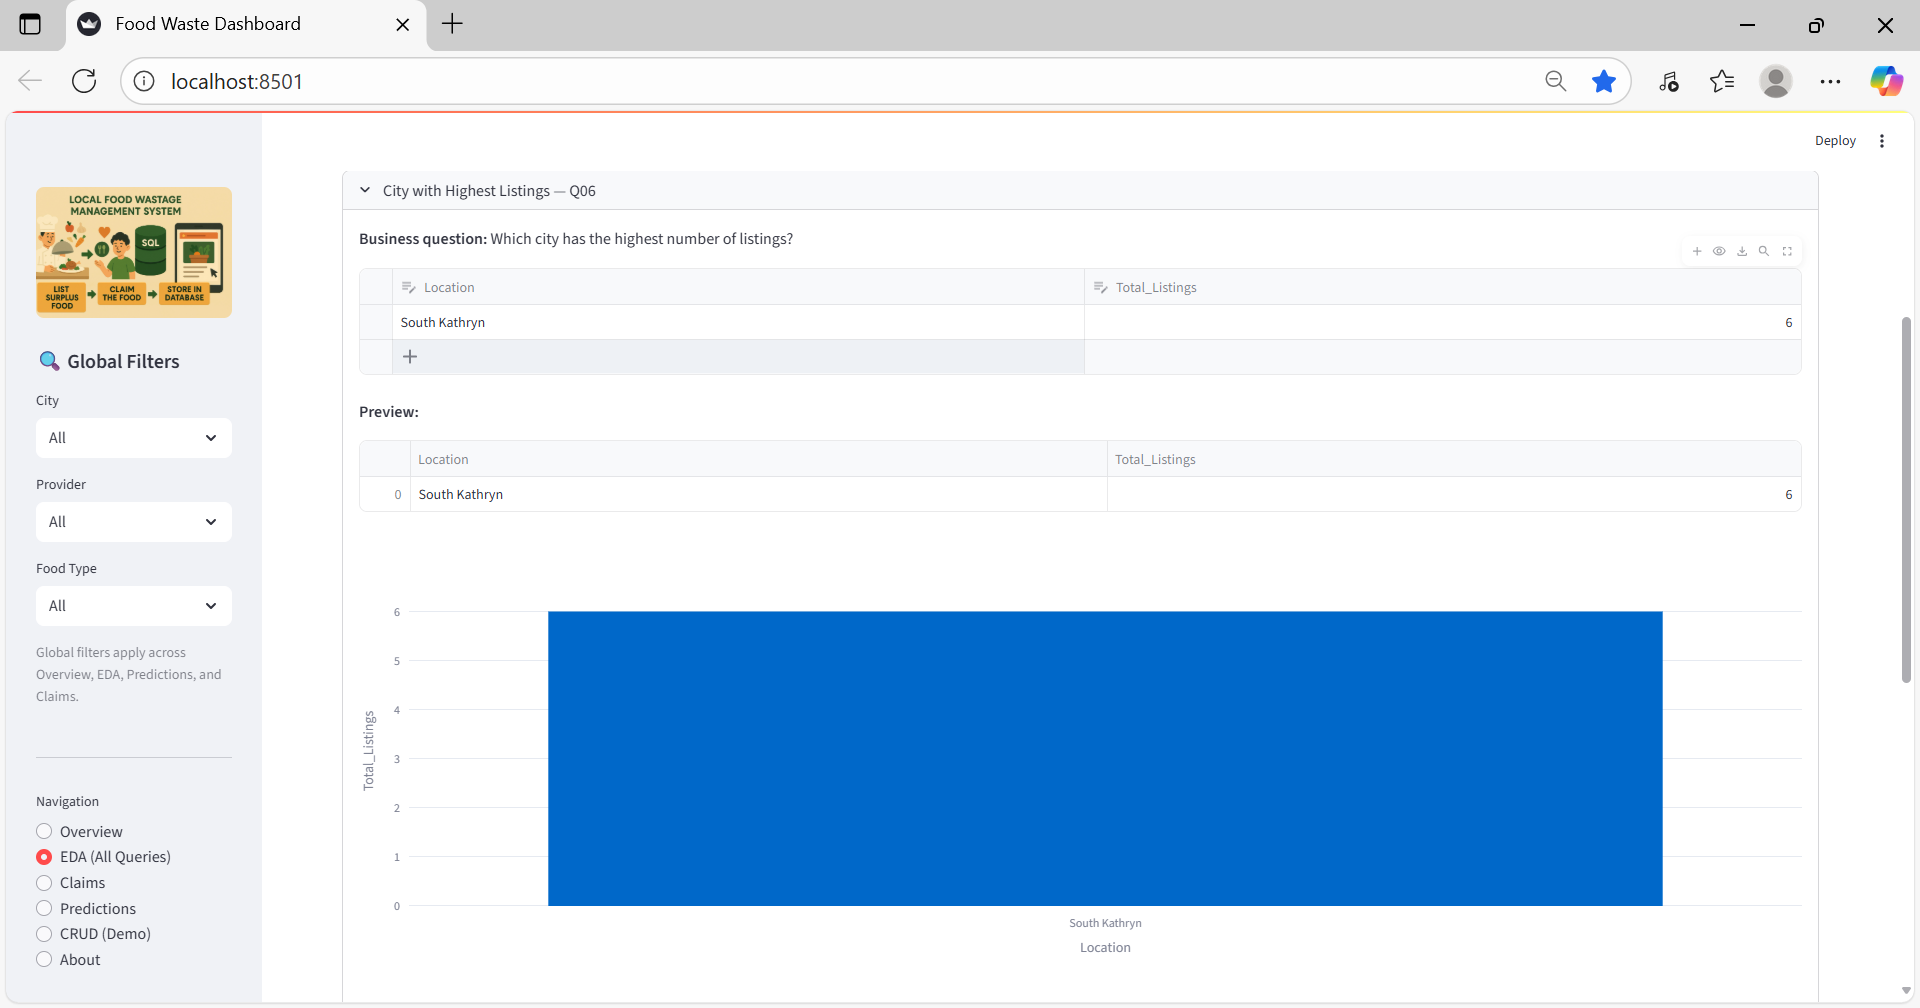 Food Waste Dashboard
localhost:8501
Deploy
LOCAL FOOD WASTAGE
MANAGEMENT SYSTEM
SQL
LIST
SURPLUS
FOOD
CLAIM
THE FOOD
STORE IN
DATABASE
Global Filters
City
All
Provider
All
Food Type
All
Global filters apply across
Overview, EDA, Predictions, and
Claims.
Navigation
Overview
EDA (All Queries)
Claims
Predictions
CRUD (Demo)
About
City with Highest Listings — Q06
Business question: Which city has the highest number of listings?
Location Total_Listings
South Kathryn 6
Preview:
Location Total_Listings
0 South Kathryn 6
6
5
4
3
2
1
0
Total_Listings
South Kathryn
Location